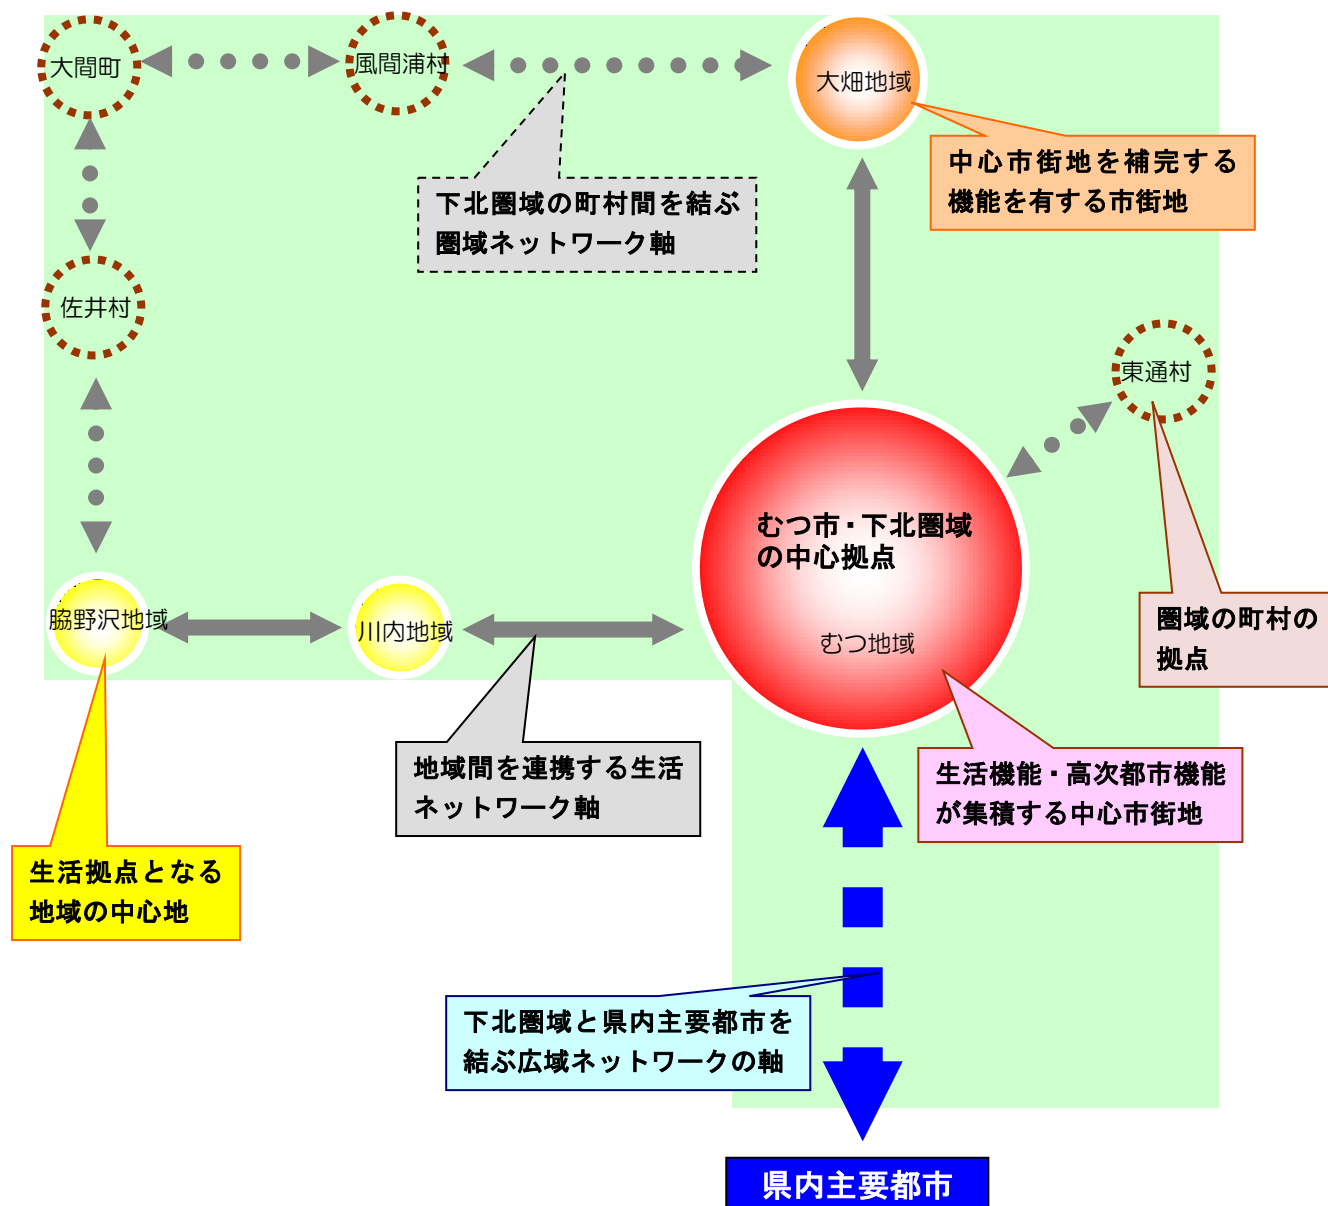 大間町
風間浦村
大畑地域
中心市街地を補完する
機能を有する市街地
下北圏域の町村間を結ぶ
圏域ネットワーク軸
佐井村
東通村
むつ市・下北圏域
の中心拠点
むつ地域
圏域の町村の
拠点
脇野沢地域
川内地域
地域間を連携する生活
ネットワーク軸
生活機能・高次都市機能
が集積する中心市街地
生活拠点となる
地域の中心地
下北圏域と県内主要都市を
結ぶ広域ネットワークの軸
県内主要都市